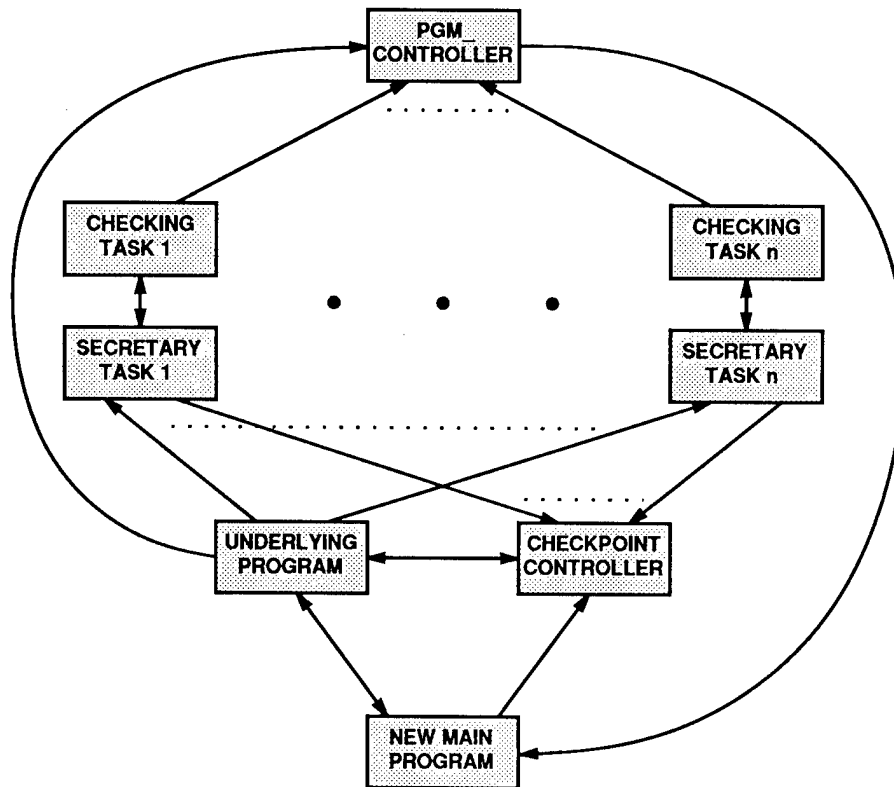 PGM_
CONTROLLER
CHECKING
TASK 1
CHECKING
TASK n
SECRETARY
TASK 1
SECRETARY
TASK n
UNDERLYING
PROGRAM
CHECKPOINT
CONTROLLER
NEW MAIN
PROGRAM